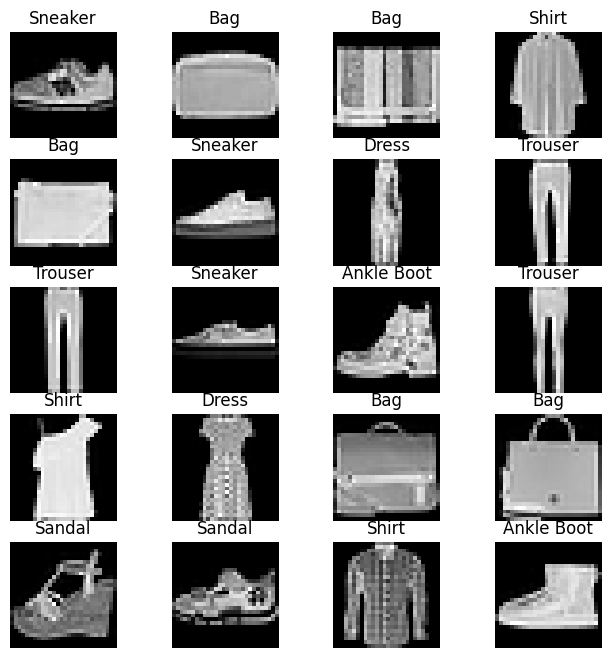 Sneaker Bag Bag Shirt
Bag Sneaker Dress Trouser
Trouser Sneaker Ankle Boot Trouser
Shirt Dress Bag Bag
Sandal Sandal Shirt Ankle Boot